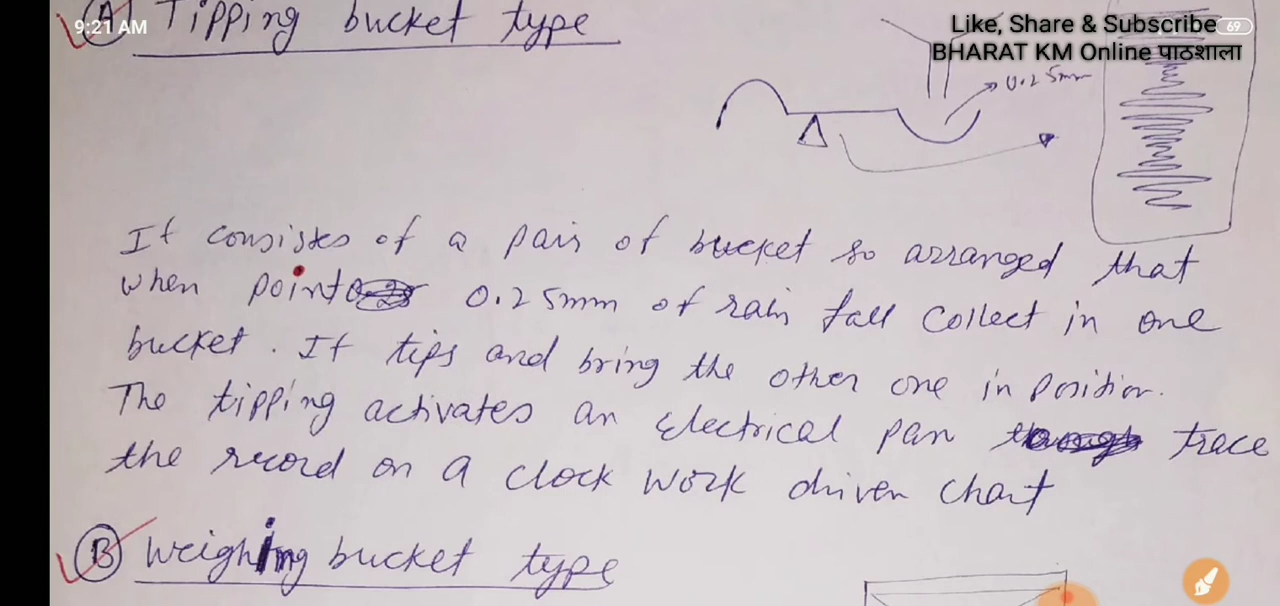 9:21 AM
Like, Share & Subscribe
69
BHARAT KM Online पाठशाला
(A) Tipping bucket type
0.25mm
It consistes of a pair of bucket so arranged that
when point 0.25mm of rain fall collect in one
bucket. It tips and bring the other one in position.
The tipping activates an Electrical pan trace
the record on a clock work driven chart
(B) Weighing bucket type